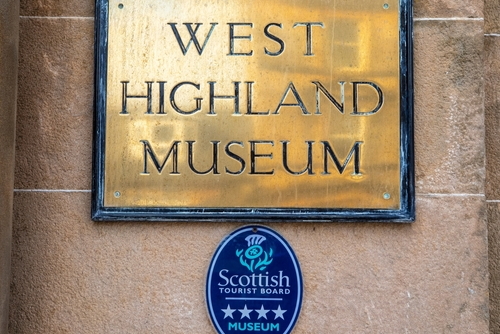 WEST
HIGHLAND
MUSEUM
Scottish
TOURIST BOARD
MUSEUM